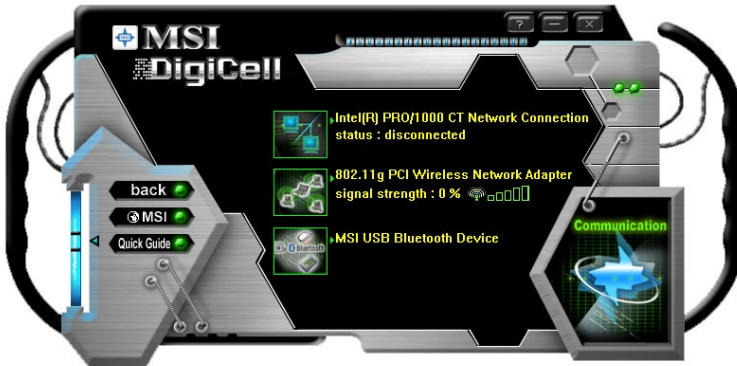 MSI
DigiCell
?
Intel(R) PRO/1000 CT Network Connection
status : disconnected
802.11g PCI Wireless Network Adapter
signal strength : 0 %
Bluetooth
MSI USB Bluetooth Device
back
MSI
Quick Guide
Communication